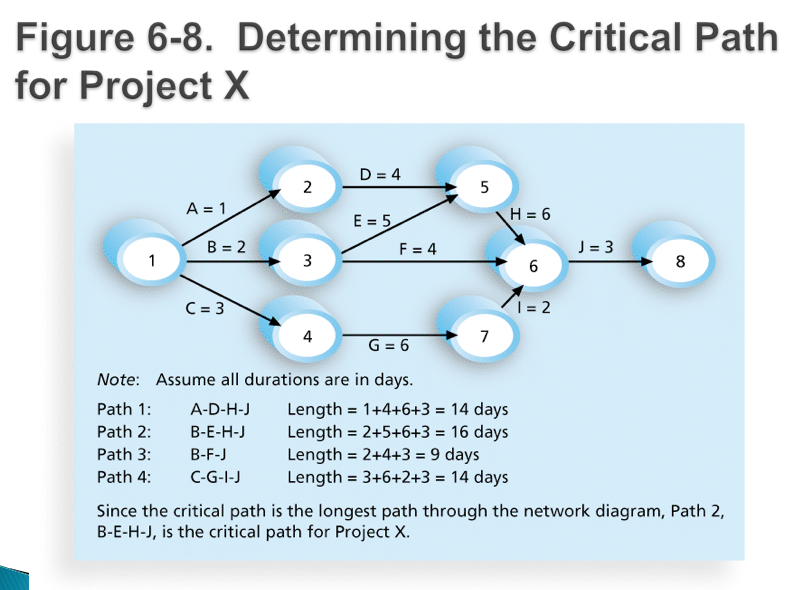 Figure 6-8. Determining the Critical Path
for Project X
2
D = 4
5
A = 1
E = 5
H = 6
B = 2
F = 4
J = 3
1
3
6
8
C = 3
I = 2
4
G = 6
7
Note: Assume all durations are in days.
Path 1: A-D-H-J Length = 1+4+6+3 = 14 days
Path 2: B-E-H-J Length = 2+5+6+3 = 16 days
Path 3: B-F-J Length = 2+4+3 = 9 days
Path 4: C-G-I-J Length = 3+6+2+3 = 14 days
Since the critical path is the longest path through the network diagram, Path 2,
B-E-H-J, is the critical path for Project X.